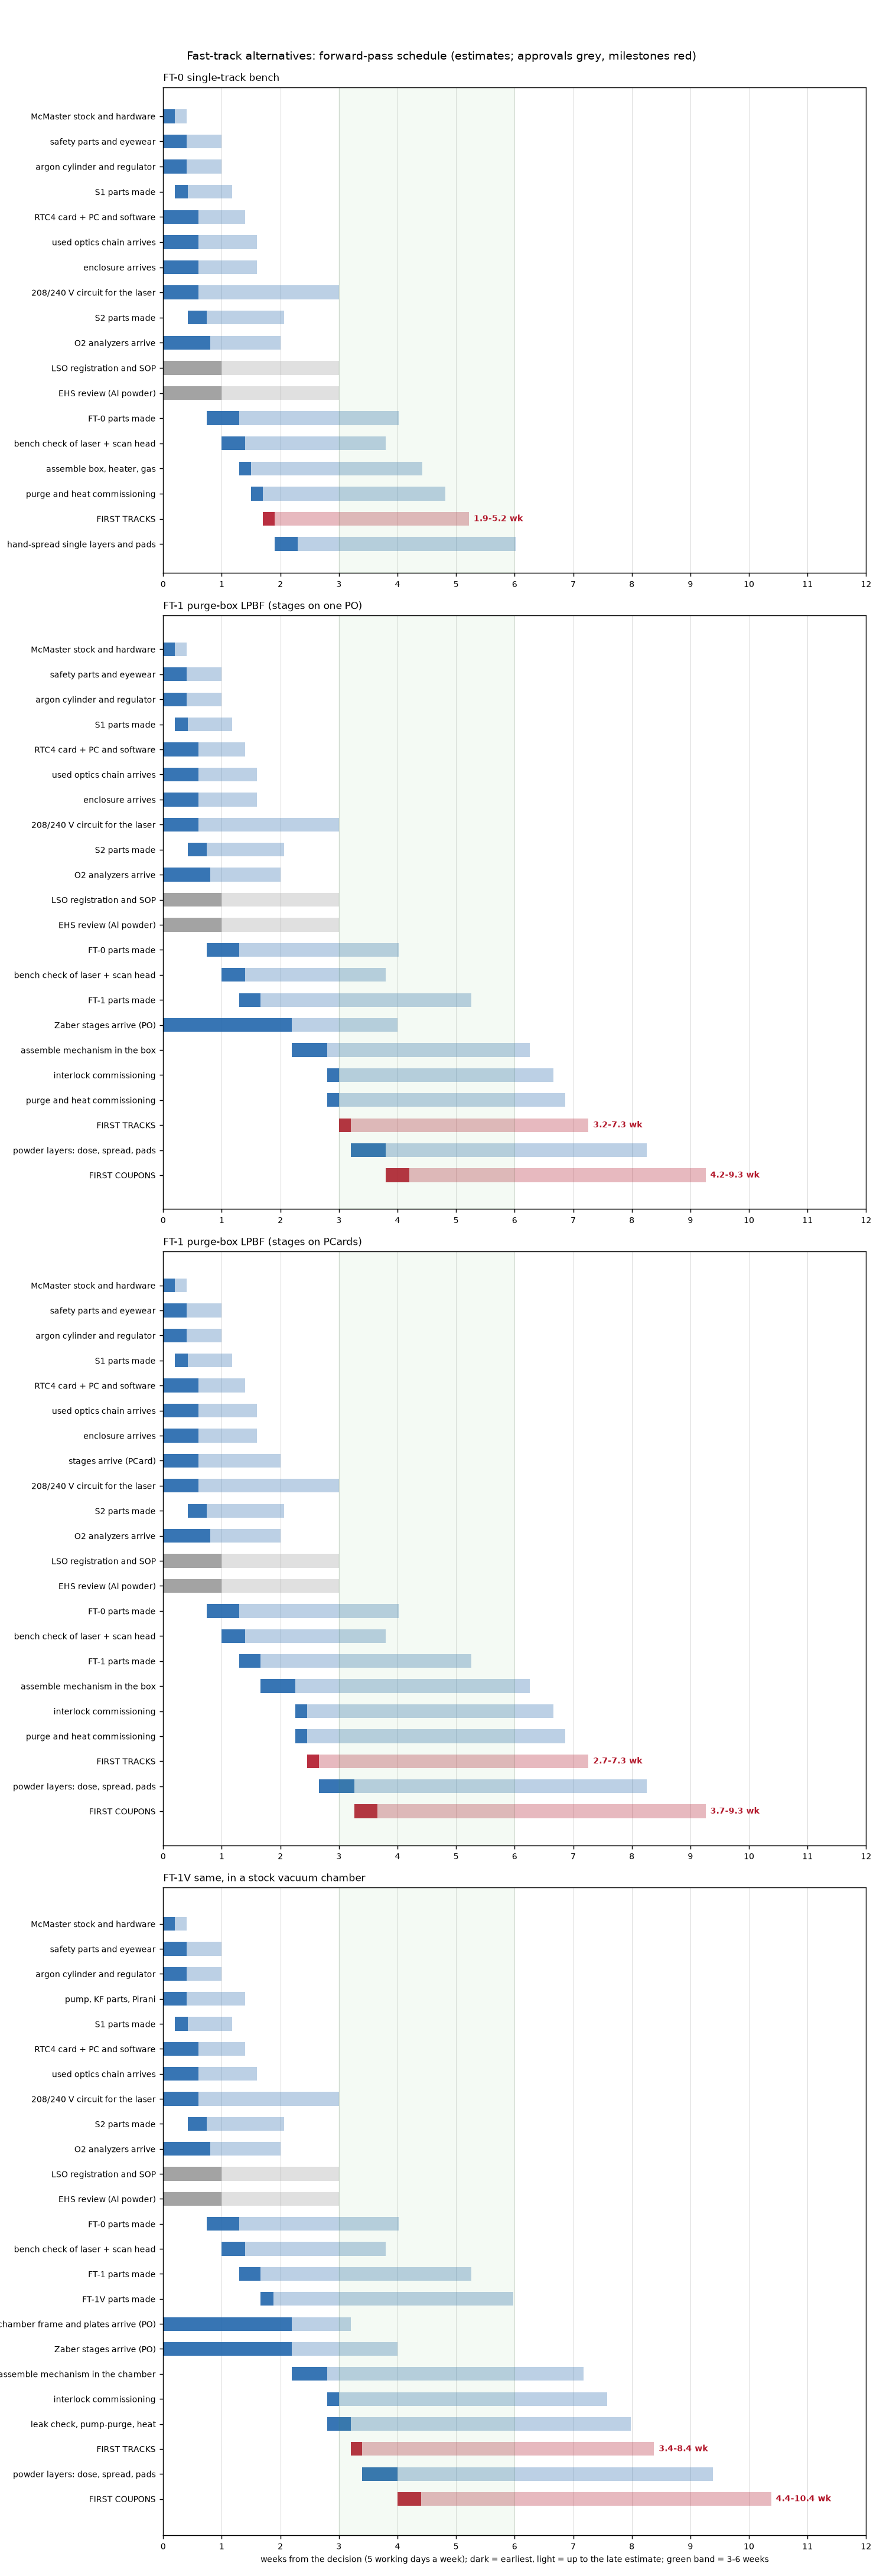 Fast-track alternatives: forward-pass schedule (estimates; approvals grey, milestones red)
FT-0 single-track bench
McMaster stock and hardware
safety parts and eyewear
argon cylinder and regulator
S1 parts made
RTC4 card + PC and software
used optics chain arrives
enclosure arrives
208/240 V circuit for the laser
S2 parts made
O2 analyzers arrive
LSO registration and SOP
EHS review (Al powder)
FT-0 parts made
bench check of laser + scan head
assemble box, heater, gas
purge and heat commissioning
FIRST TRACKS 1.9-5.2 wk
hand-spread single layers and pads
0 1 2 3 4 5 6 7 8 9 10 11 12
FT-1 purge-box LPBF (stages on one PO)
McMaster stock and hardware
safety parts and eyewear
argon cylinder and regulator
S1 parts made
RTC4 card + PC and software
used optics chain arrives
enclosure arrives
208/240 V circuit for the laser
S2 parts made
O2 analyzers arrive
LSO registration and SOP
EHS review (Al powder)
FT-0 parts made
bench check of laser + scan head
FT-1 parts made
Zaber stages arrive (PO)
assemble mechanism in the box
interlock commissioning
purge and heat commissioning
FIRST TRACKS 3.2-7.3 wk
powder layers: dose, spread, pads
FIRST COUPONS 4.2-9.3 wk
0 1 2 3 4 5 6 7 8 9 10 11 12
FT-1 purge-box LPBF (stages on PCards)
McMaster stock and hardware
safety parts and eyewear
argon cylinder and regulator
S1 parts made
RTC4 card + PC and software
used optics chain arrives
enclosure arrives
stages arrive (PCard)
208/240 V circuit for the laser
S2 parts made
O2 analyzers arrive
LSO registration and SOP
EHS review (Al powder)
FT-0 parts made
bench check of laser + scan head
FT-1 parts made
assemble mechanism in the box
interlock commissioning
purge and heat commissioning
FIRST TRACKS 2.7-7.3 wk
powder layers: dose, spread, pads
FIRST COUPONS 3.7-9.3 wk
0 1 2 3 4 5 6 7 8 9 10 11 12
FT-1V same, in a stock vacuum chamber
McMaster stock and hardware
safety parts and eyewear
argon cylinder and regulator
pump, KF parts, Pirani
S1 parts made
RTC4 card + PC and software
used optics chain arrives
208/240 V circuit for the laser
S2 parts made
O2 analyzers arrive
LSO registration and SOP
EHS review (Al powder)
FT-0 parts made
bench check of laser + scan head
FT-1 parts made
FT-1V parts made
chamber frame and plates arrive (PO)
Zaber stages arrive (PO)
assemble mechanism in the chamber
interlock commissioning
leak check, pump-purge, heat
FIRST TRACKS 3.4-8.4 wk
powder layers: dose, spread, pads
FIRST COUPONS 4.4-10.4 wk
0 1 2 3 4 5 6 7 8 9 10 11 12
weeks from the decision (5 working days a week); dark = earliest, light = up to the late estimate; green band = 3-6 weeks